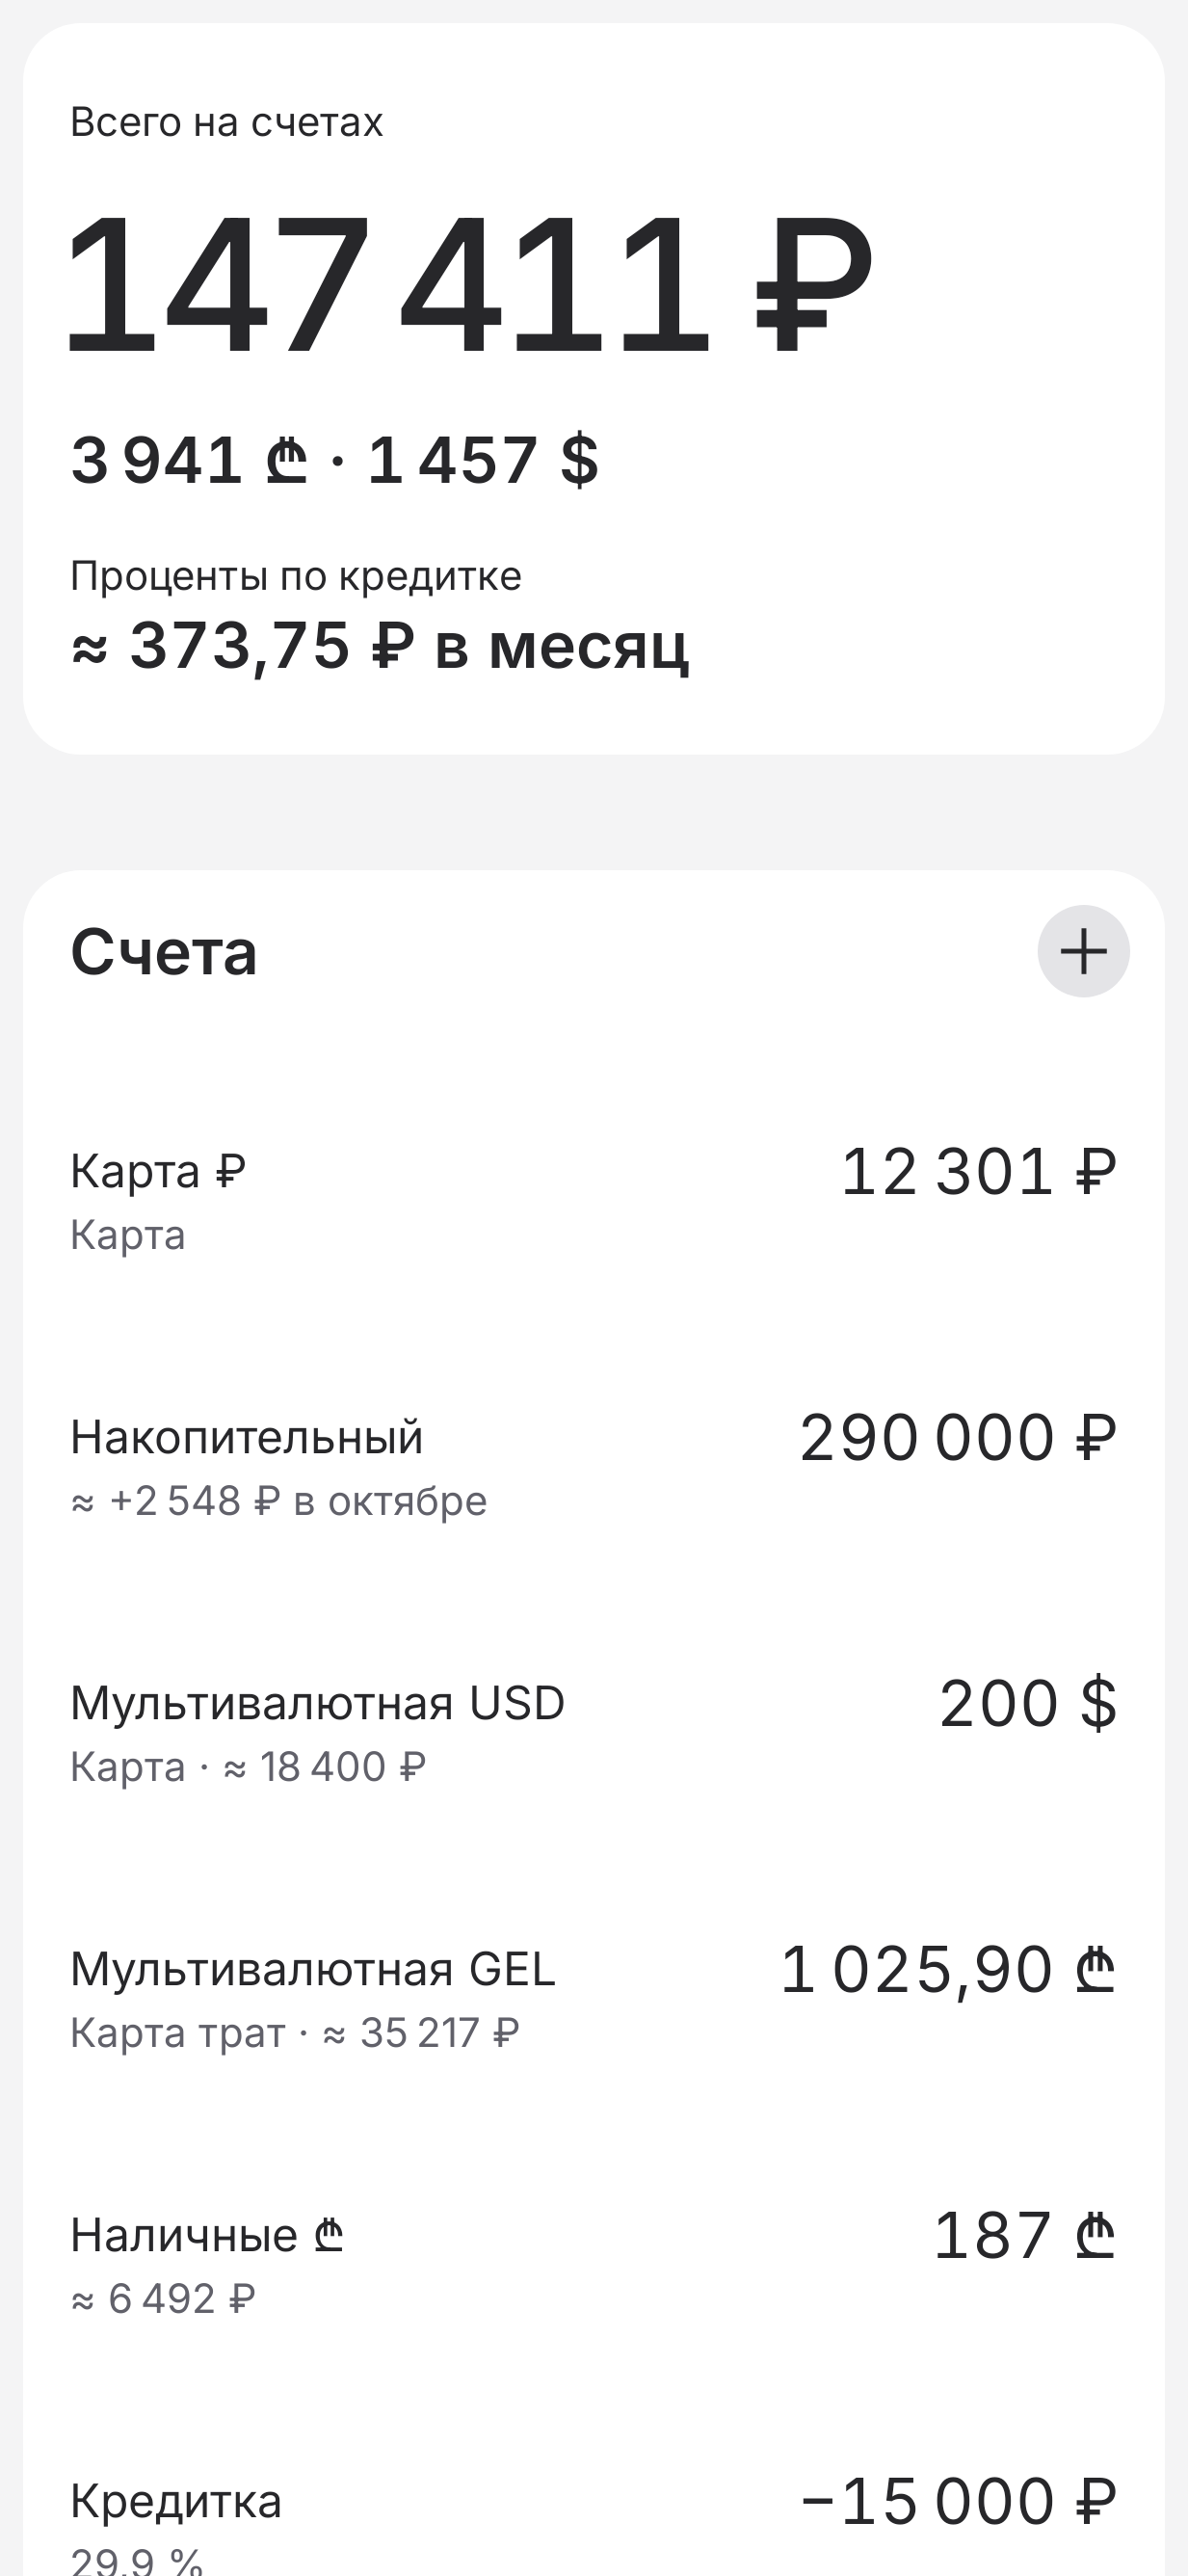 Всего на счетах
147 411 ₽
3 941 ₾ · 1 457 $
Проценты по кредитке
≈ 373,75 ₽ в месяц
Счета
Карта ₽
12 301 ₽
Карта
Накопительный
290 000 ₽
≈ +2 548 ₽ в октябре
Мультивалютная USD
200 $
Карта · ≈ 18 400 ₽
Мультивалютная GEL
1 025,90 ₾
Карта трат · ≈ 35 217 ₽
Наличные ₾
187 ₾
≈ 6 492 ₽
Кредитка
−15 000 ₽
29,9 %